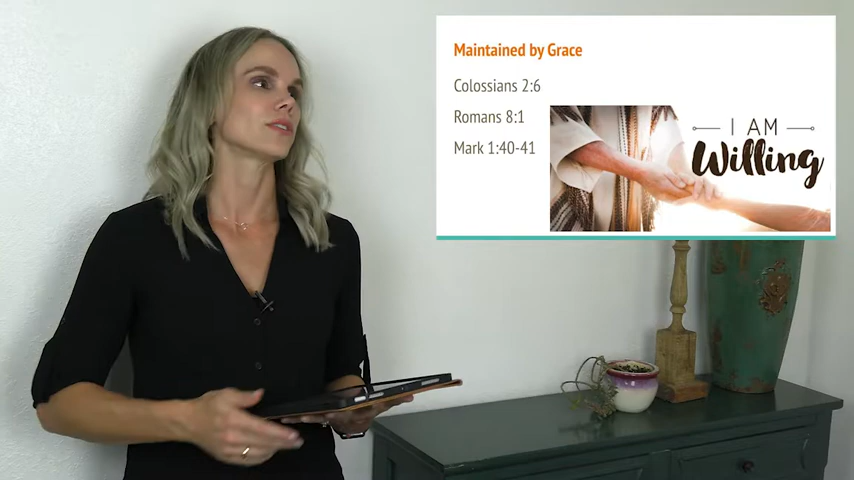 Maintained by Grace
Colossians 2:6
Romans 8:1
Mark 1:40-41
I AM
Willing